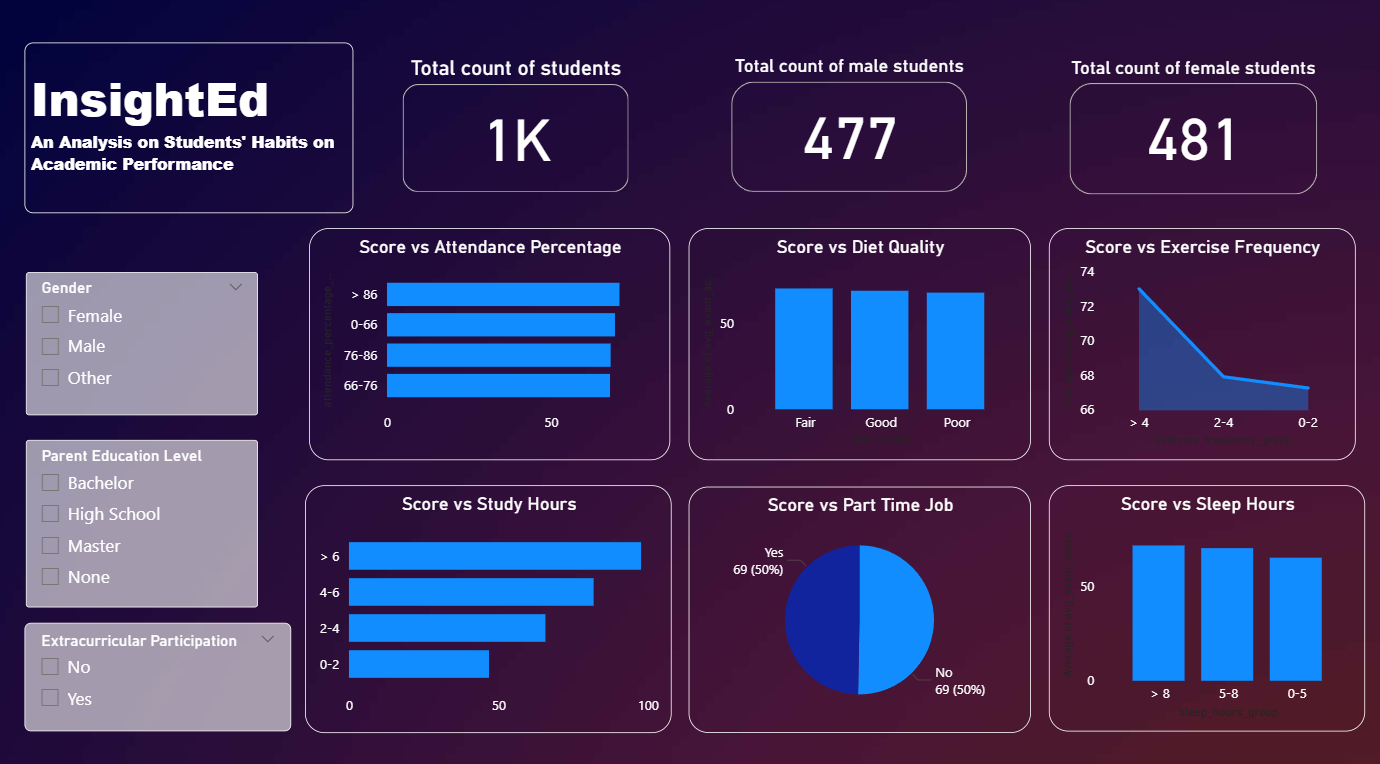 InsightEd
An Analysis on Students' Habits on
Academic Performance
Total count of students
1K
Total count of male students
477
Total count of female students
481
Gender
Female
Male
Other
Parent Education Level
Bachelor
High School
Master
None
Extracurricular Participation
No
Yes
Score vs Attendance Percentage
> 86
0-66
76-86
66-76
0
50
Score vs Diet Quality
50
0
Fair
Good
Poor
Score vs Exercise Frequency
74
72
70
68
66
> 4
2-4
0-2
Score vs Study Hours
> 6
4-6
2-4
0-2
0
50
100
Score vs Part Time Job
Yes
69 (50%)
No
69 (50%)
Score vs Sleep Hours
50
0
> 8
5-8
0-5